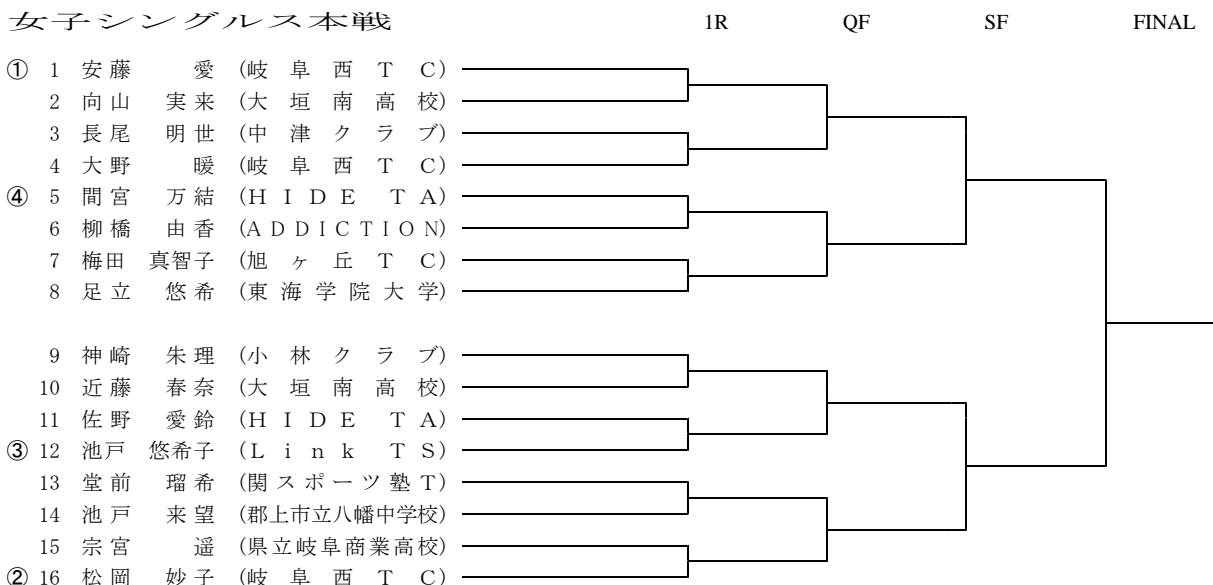 女子シングルス本戦 1R QF SF FINAL
① 1 安藤 愛 (岐阜西TC)
2 向山 実来 (大垣南高校)
3 長尾 明世 (中津クラブ)
4 大野 暖 (岐阜西TC)
④ 5 間宮 万結 (HIDE TA)
6 柳橋 由香 (ADDICTION)
7 梅田 真智子 (旭ヶ丘TC)
8 足立 悠希 (東海学院大学)
9 神崎 朱理 (小林クラブ)
10 近藤 春奈 (大垣南高校)
11 佐野 愛鈴 (HIDE TA)
③ 12 池戸 悠希子 (Link TS)
13 堂前 瑠希 (関スポーツ塾T)
14 池戸 来望 (郡上市立八幡中学校)
15 宗宮 遥 (県立岐阜商業高校)
② 16 松岡 妙子 (岐阜西TC)